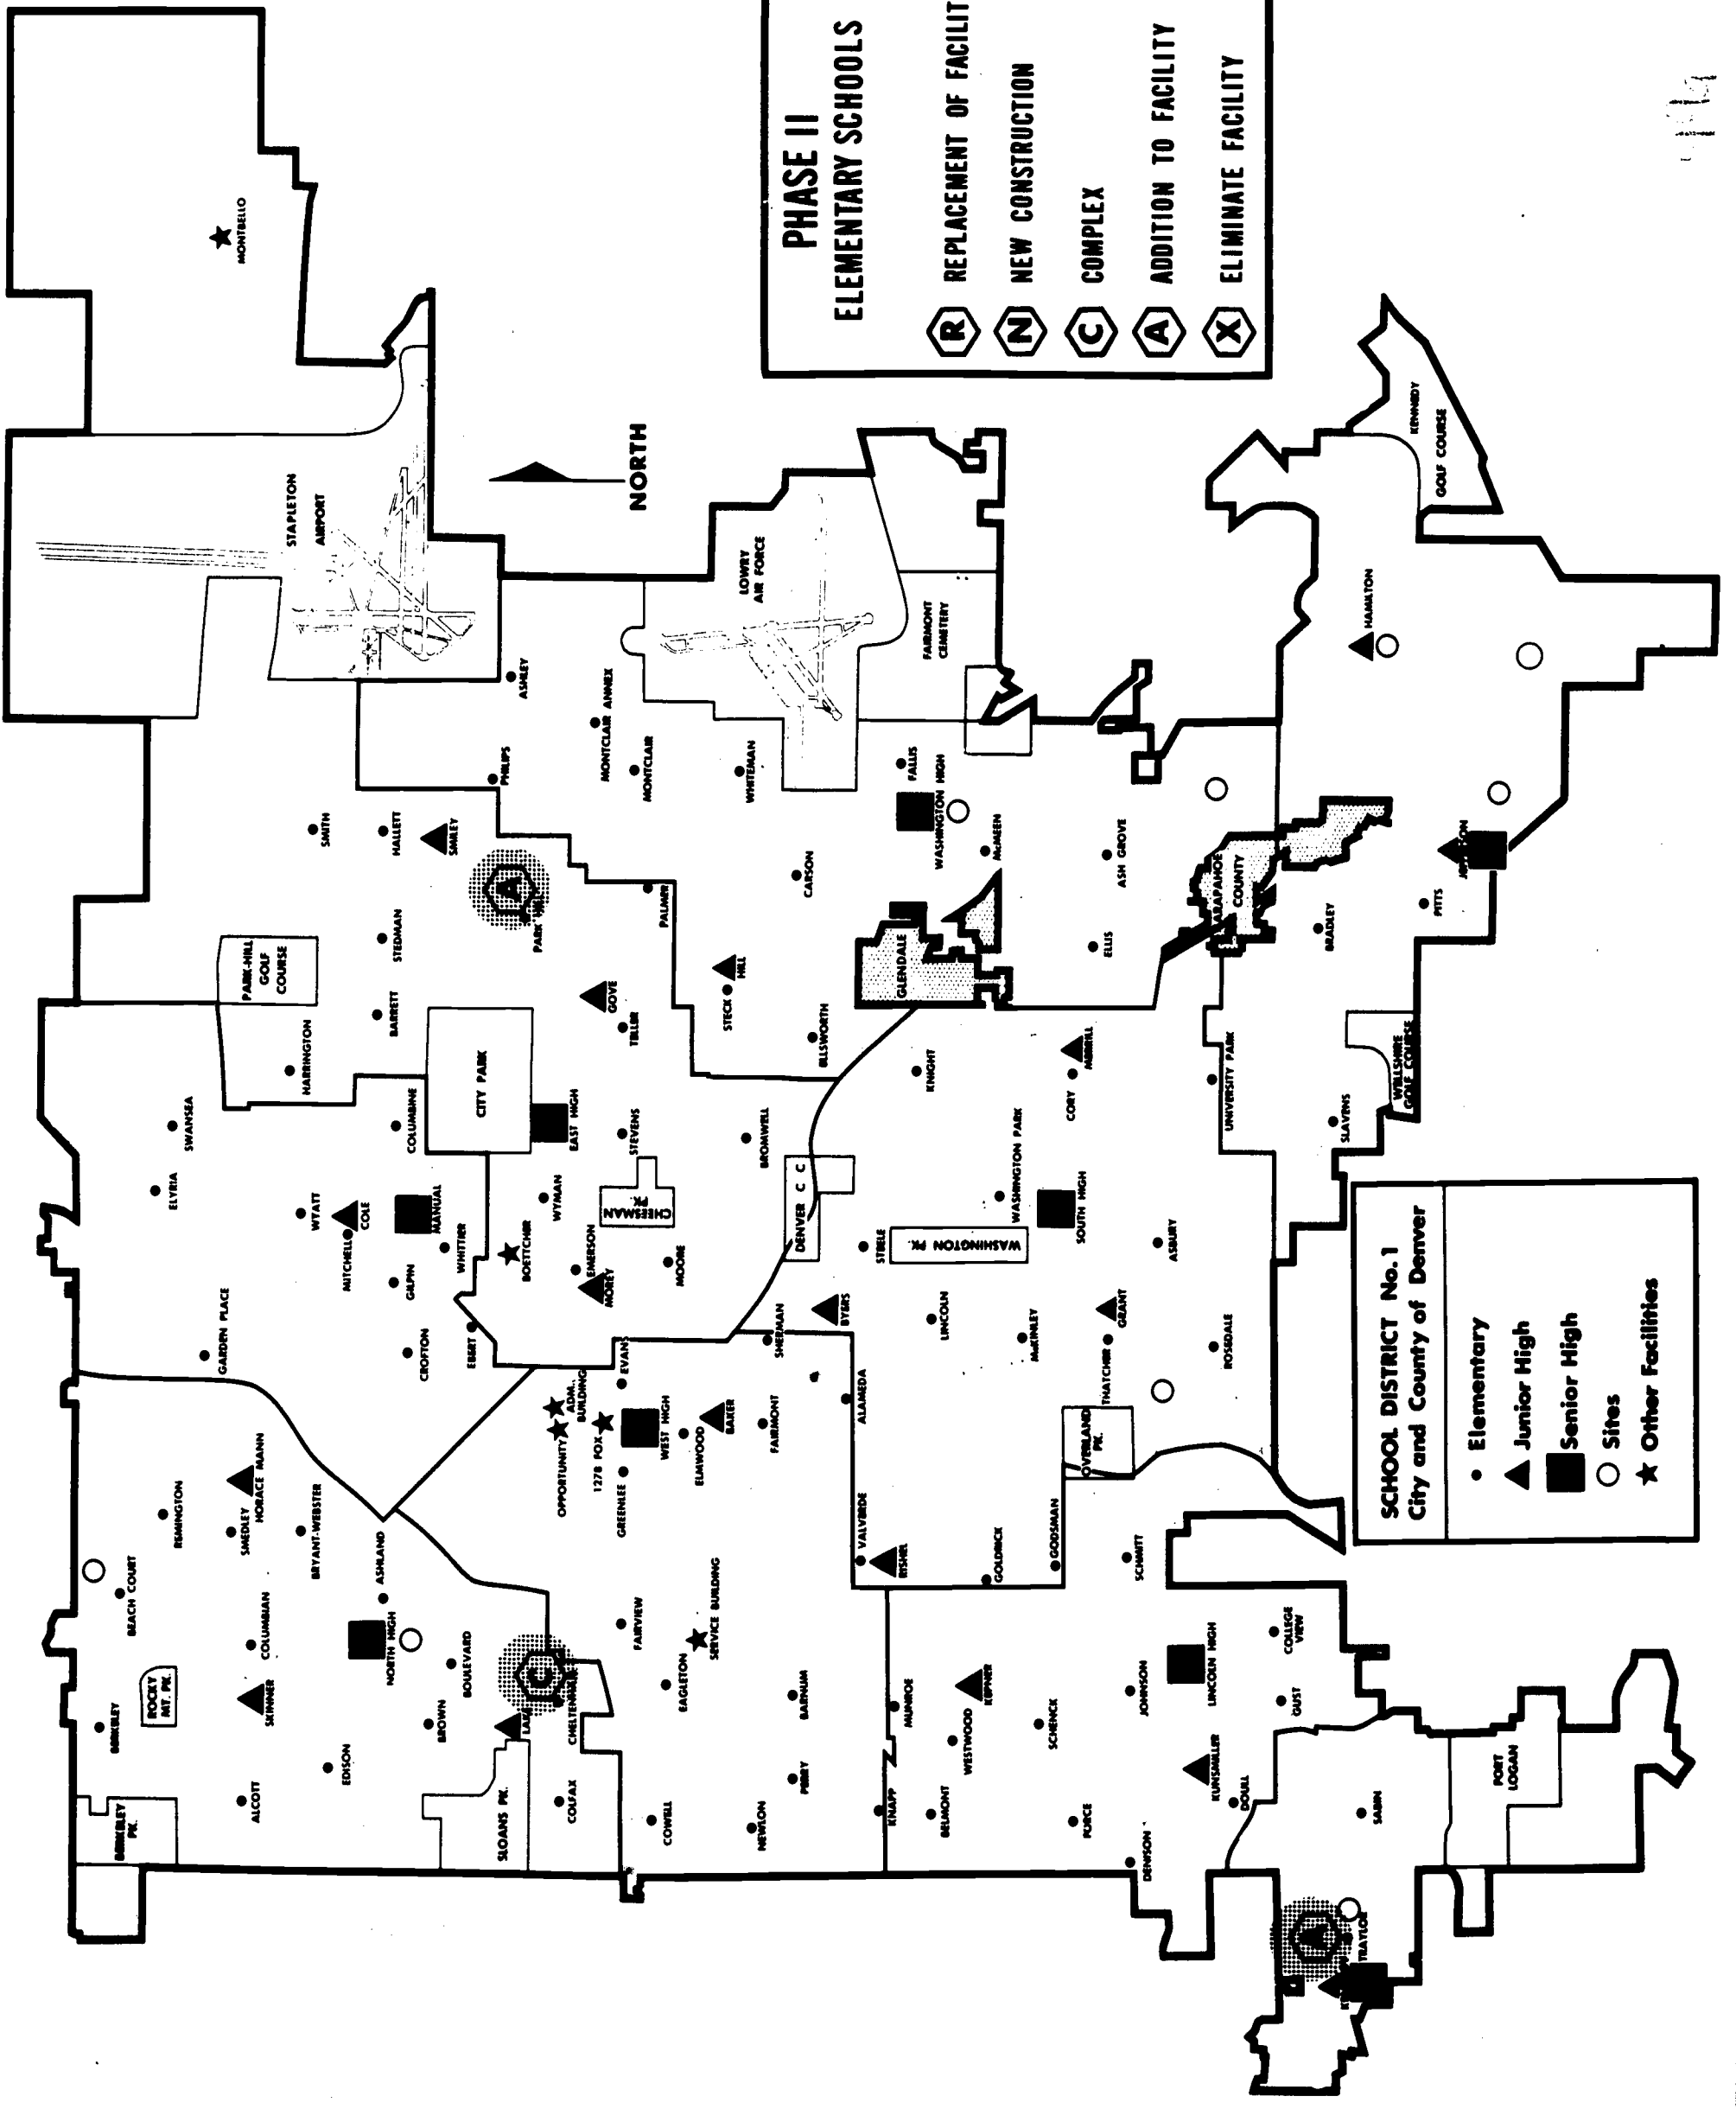 MONTBELLO
STAPLETON
AIRPORT
NORTH
PHASE II
ELEMENTARY SCHOOLS
R REPLACEMENT OF FACILIT
N NEW CONSTRUCTION
C COMPLEX
A ADDITION TO FACILITY
X ELIMINATE FACILITY
LOWRY
AIR FORCE
FAIRMONT
CEMETERY
KENNEDY
GOLF COURSE
HAMILTON
ASHLEY
MONTCLAIR ANNEX
MONTCLAIR
PHILIPS
WHITEMAN
FALLIS
WASHINGTON HIGH
McMEEN
ASH GROVE
ELLIS
ARAPAHOE
COUNTY
BRADLEY
PITTS
SMITH
HALLETT
SMILEY
A
PARK HILL
STEDMAN
PALMER
CARSON
GLENDALE
PARK-HILL
GOLF
COURSE
BARRETT
HARRINGTON
GOVE
TELLER
HILL
STECK
ELLSWORTH
KNIGHT
MERRILL
CORY
UNIVERSITY PARK
SLAVENS
WELLSHIRE
GOLF COURSE
CITY PARK
SWANSEA
COLUMBINE
EAST HIGH
STEVENS
BROMWELL
ELYRIA
WYATT
COLE
MITCHELL
MANUAL
WHITTIER
GILPIN
WYMAN
BOETTCHER
CHEESMAN
PK.
EMERSON
MOREY
MOORE
DENVER C C
STEELE
WASHINGTON PK.
WASHINGTON PARK
SOUTH HIGH
ASBURY
GARDEN PLACE
CROFTON
EBERT
EVANS
SHERMAN
BYERS
LINCOLN
McKINLEY
GRANT
THATCHER
ROSEDALE
ADM.
BUILDING
OPPORTUNITY
1278 FOX
WEST HIGH
GREENLEE
ELMWOOD
BAKER
FAIRMONT
ALAMEDA
OVERLAND
PK.
REMINGTON
HORACE MANN
SMEDLEY
BRYANT-WEBSTER
ASHLAND
VALVERDE
RISHEL
GOLDRICK
GODSMAN
SCHMITT
BEACH COURT
COLUMBIAN
NORTH HIGH
BOULEVARD
FAIRVIEW
SERVICE BUILDING
ROCKY
MT. PK.
SKINNER
BERKELEY
BROWN
C
LAKE
CHELTENHAM
EAGLETON
BARNUM
MUNROE
KEPNER
WESTWOOD
SCHENCK
JOHNSON
LINCOLN HIGH
COLLEGE
VIEW
GUST
EDISON
ALCOTT
BERKELEY
PK.
SLOANS PK.
COLFAX
COWELL
NEWLON
PERRY
KNAPP
BELMONT
FORCE
DENISON
KUNSMILLER
DOULL
SABIN
FORT
LOGAN
A
TRAYLOR
SCHOOL DISTRICT No. 1
City and County of Denver
Elementary
Junior High
Senior High
Sites
Other Facilities